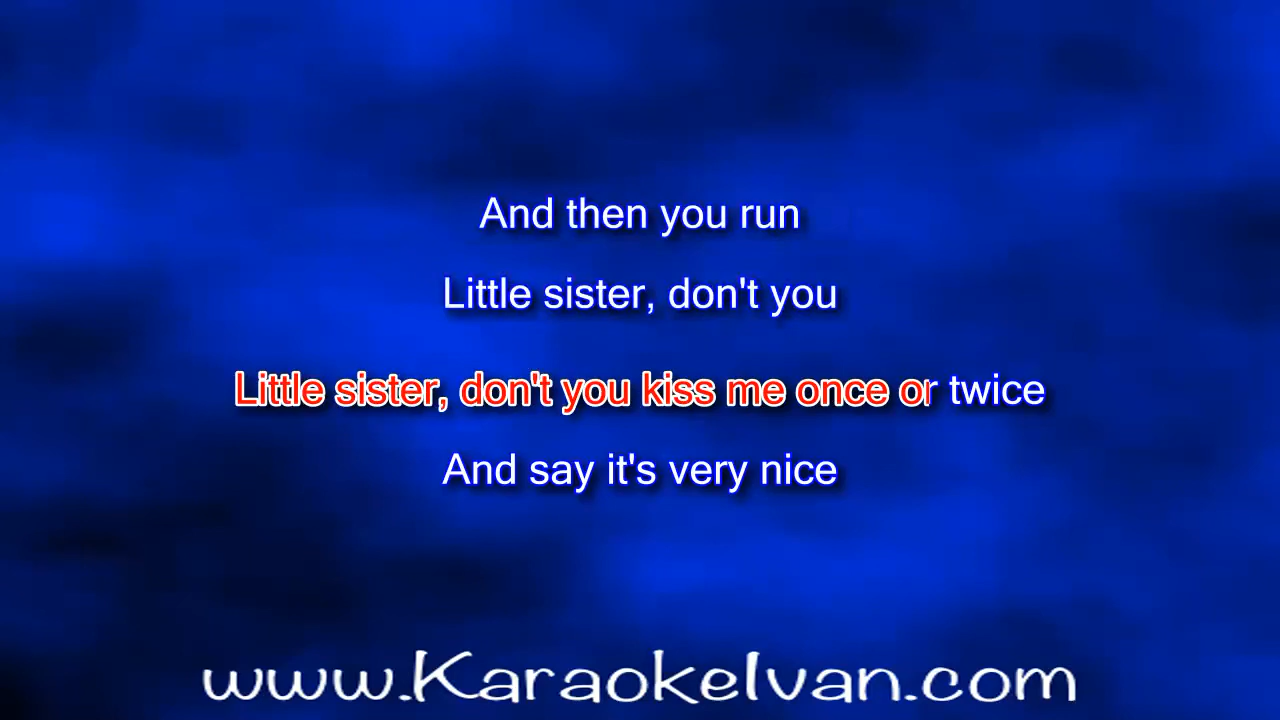 And then you run
Little sister, don't you
Little sister, don't you kiss me once or twice
And say it's very nice
www.KaraokeIvan.com